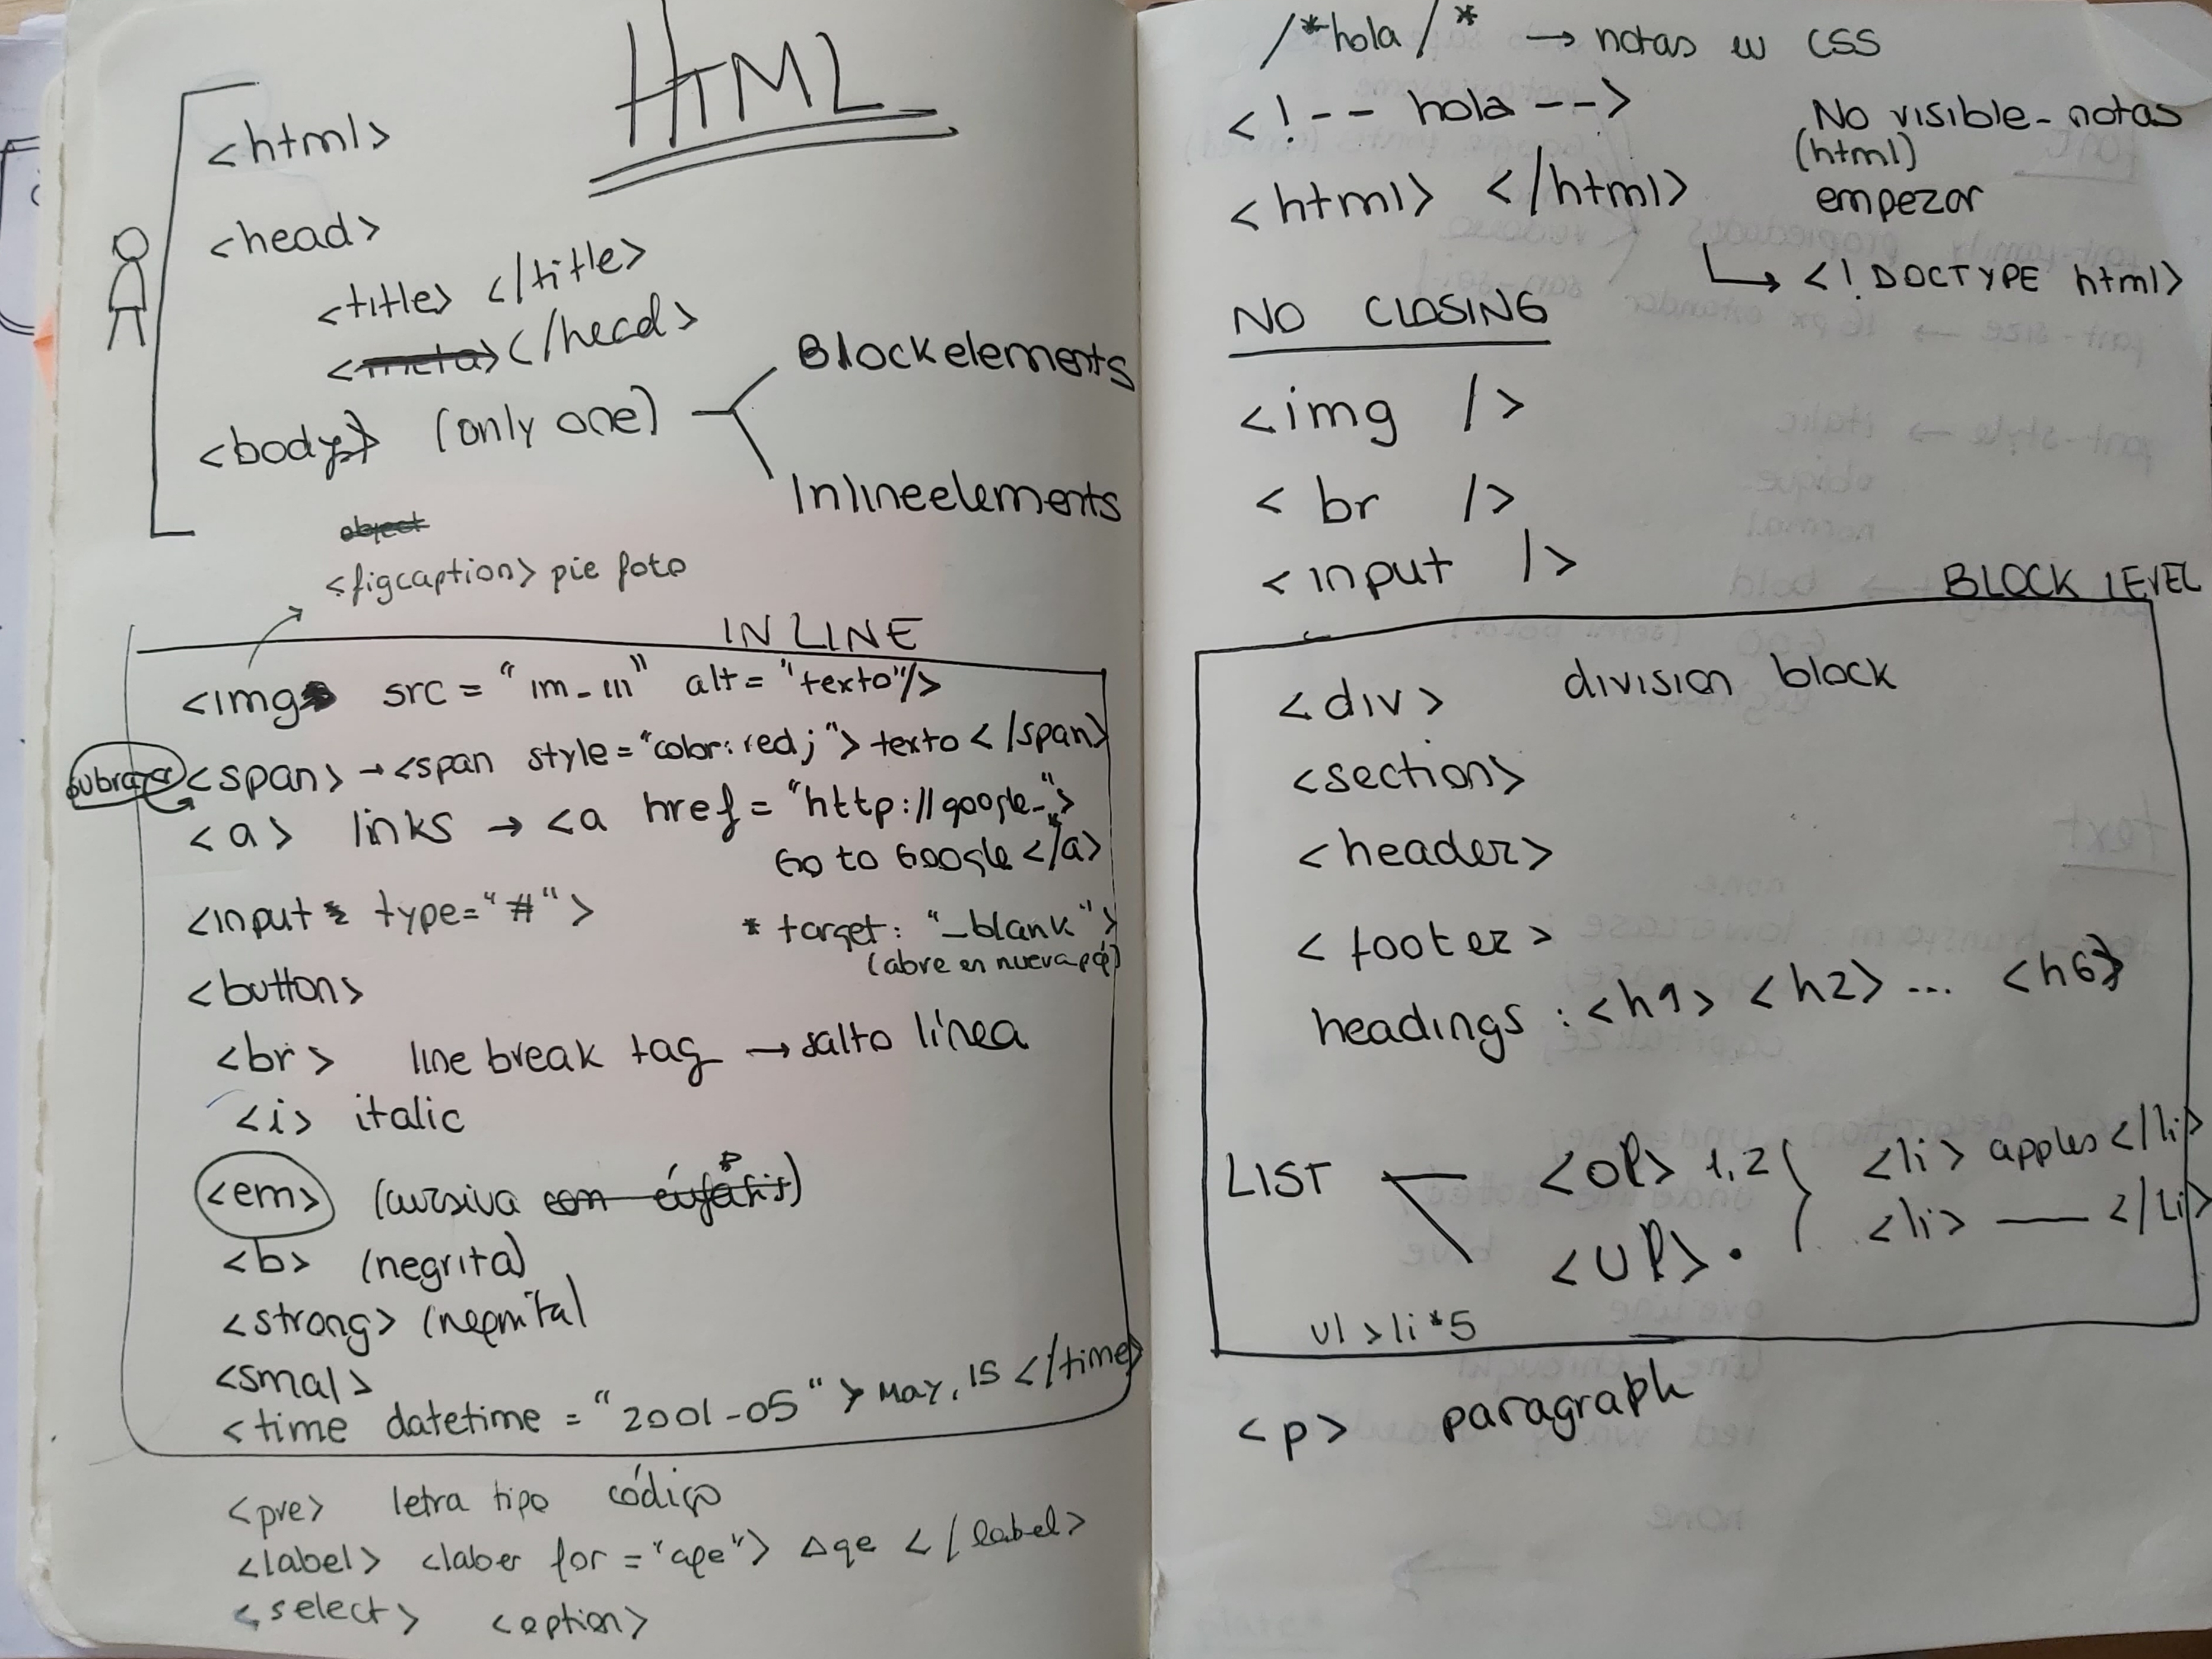 HTML
<html>
<head>
<title> </title>
<meta> </head>
<body> (only one)
Block elements
Inline elements
object
<figcaption> pie foto
INLINE
<img src = " im_ " alt = "texto"/>
<span> → <span style = "color: red;"> texto </span>
<a> links → <a href = "http://google_">
Go to Google </a>
<input type="#">
* target: "_blank">
(abre en nueva pág)
<button>
<br> line break tag → salto línea
<i> italic
<em> (cursiva con énfasis)
<b> (negrita)
<strong> (negrita)
<smal>
<time datetime = "2001-05"> May, 15 </time>
<pre> letra tipo código
<label> <laber for = "age"> Age </label>
<select> <option>
/*hola/* → notas en CSS
<!-- hola --> No visible - notas
(html)
<html> </html> empezar
↳ <!DOCTYPE html>
NO CLOSING
<img />
<br />
<input />
BLOCK LEVEL
<div> division block
<section>
<header>
<footer>
headings : <h1> <h2> ... <h6>
LIST <ol> 1, 2 } <li> apples </li>
<ul> • <li> —— </li>
ul>li*5
<p> paragraph